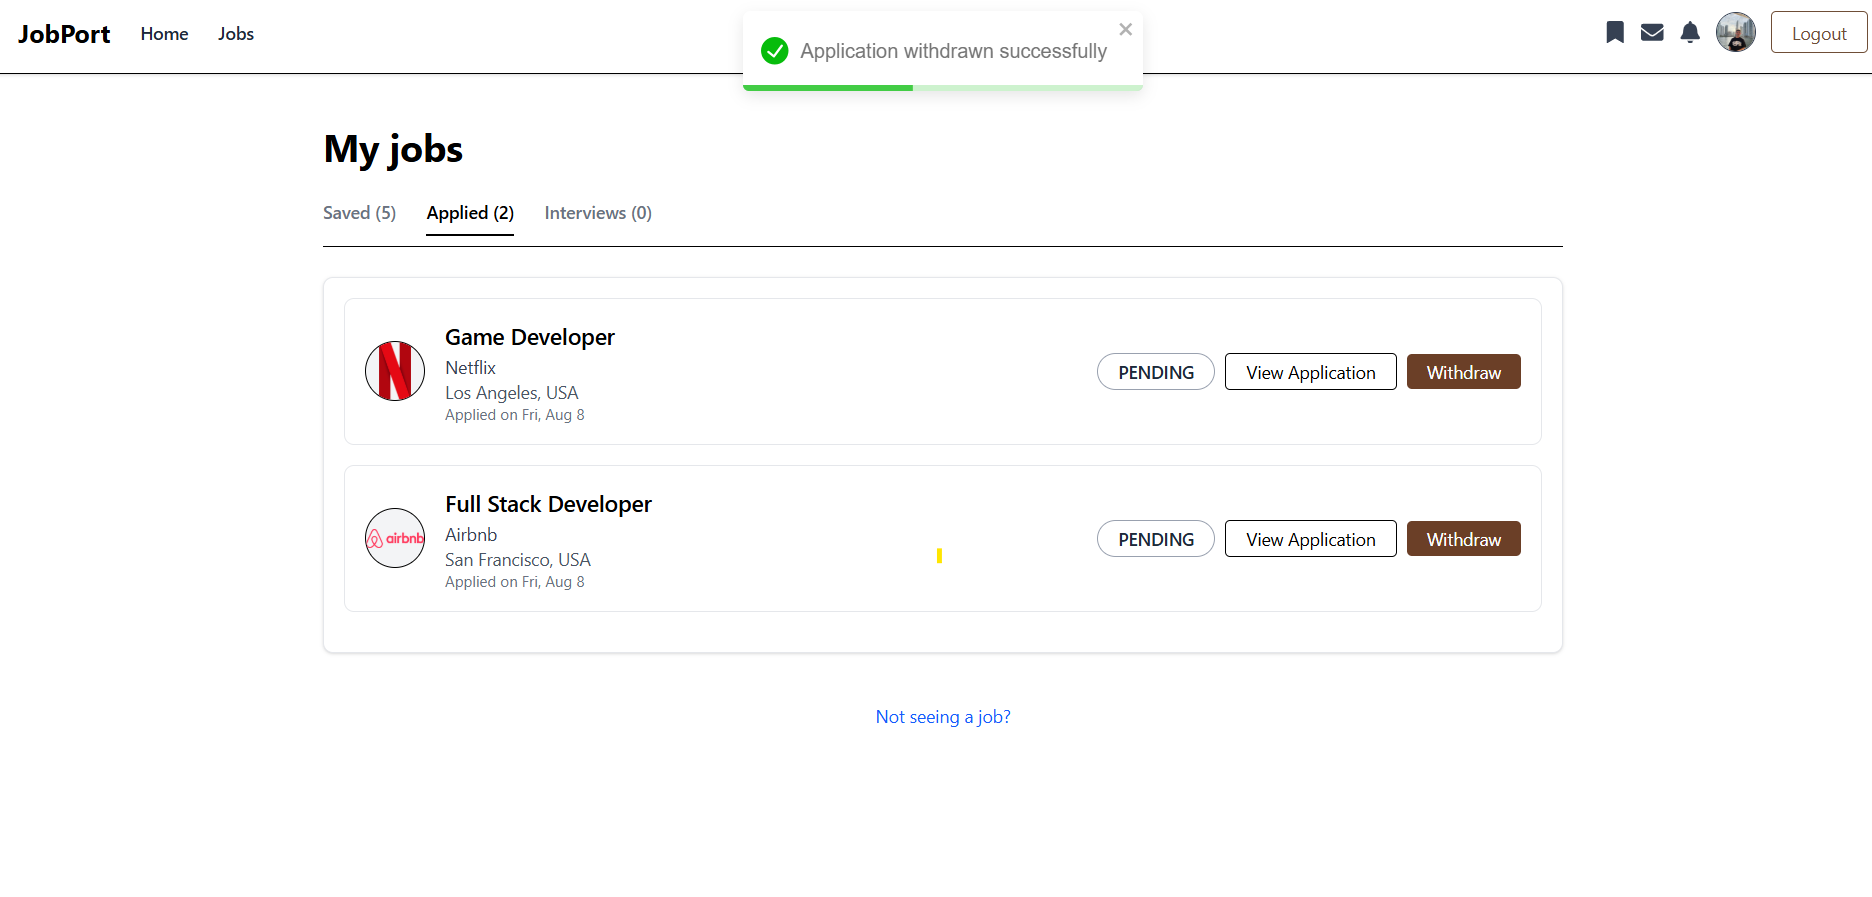 JobPort
Home
Jobs
Application withdrawn successfully
Logout
My jobs
Saved (5)
Applied (2)
Interviews (0)
Game Developer
Netflix
Los Angeles, USA
Applied on Fri, Aug 8
PENDING
View Application
Withdraw
Full Stack Developer
airbnb
Airbnb
San Francisco, USA
Applied on Fri, Aug 8
PENDING
View Application
Withdraw
Not seeing a job?